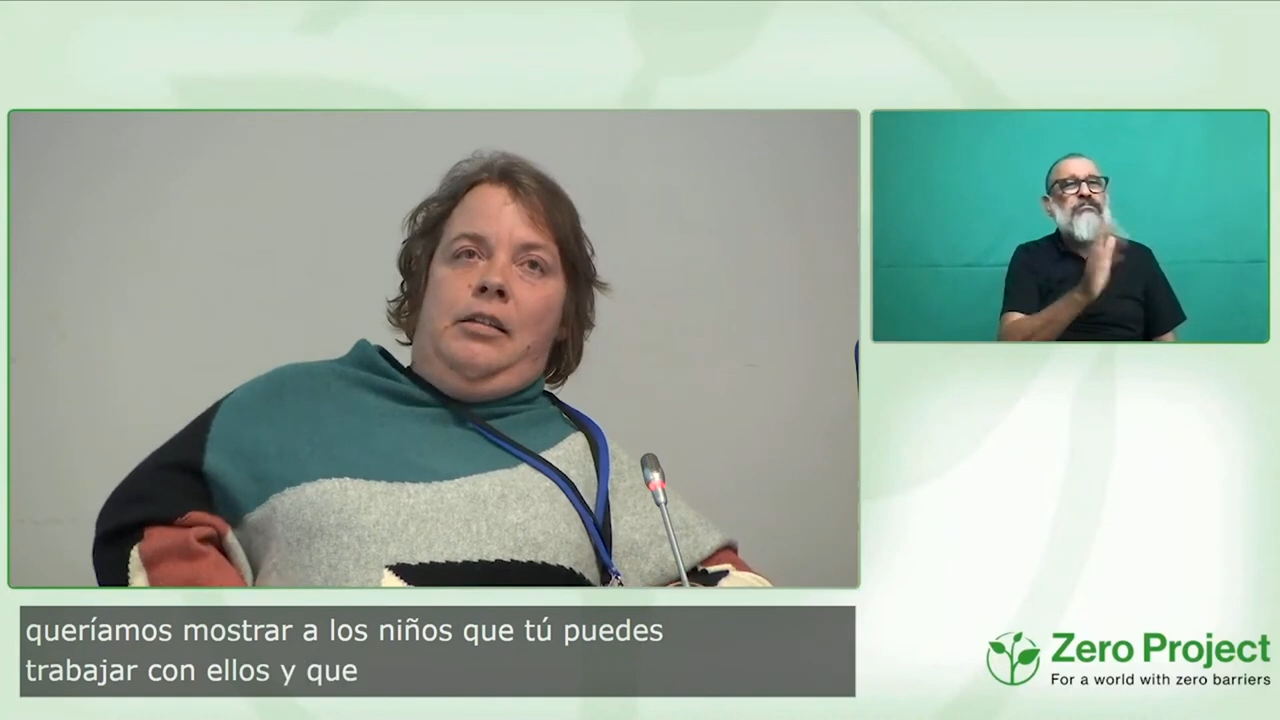 queríamos mostrar a los niños que tú puedes
trabajar con ellos y que
Zero Project
For a world with zero barriers